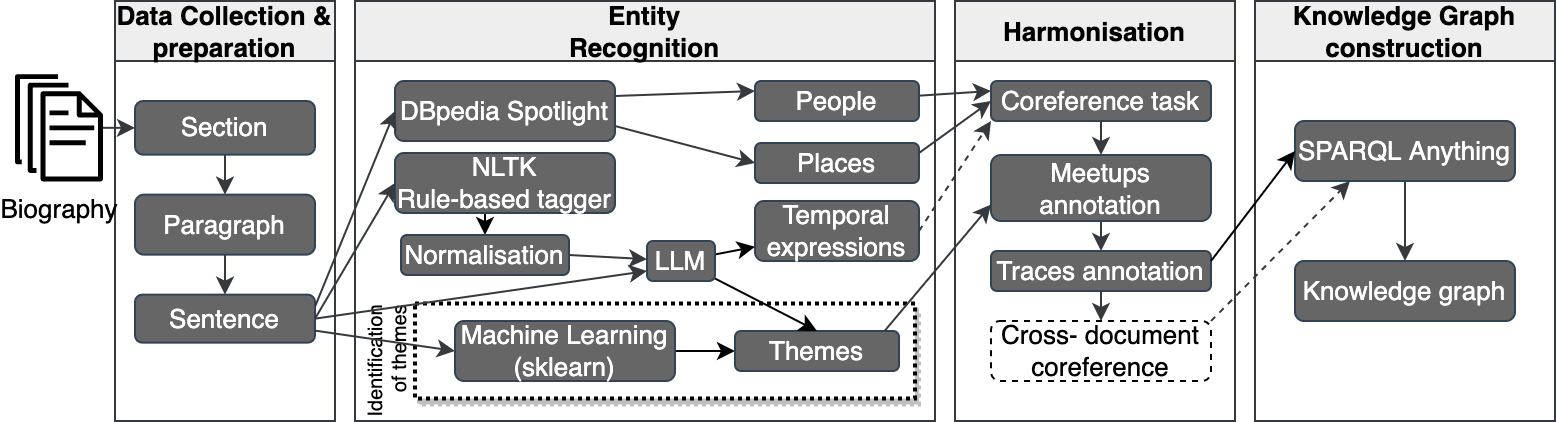 Data Collection &
preparation
Entity
Recognition
Harmonisation
Knowledge Graph
construction
Biography
Section
Paragraph
Sentence
DBpedia Spotlight
NLTK
Rule-based tagger
Normalisation
LLM
People
Places
Temporal
expressions
Identification
of themes
Machine Learning
(sklearn)
Themes
Coreference task
Meetups
annotation
Traces annotation
Cross- document
coreference
SPARQL Anything
Knowledge graph